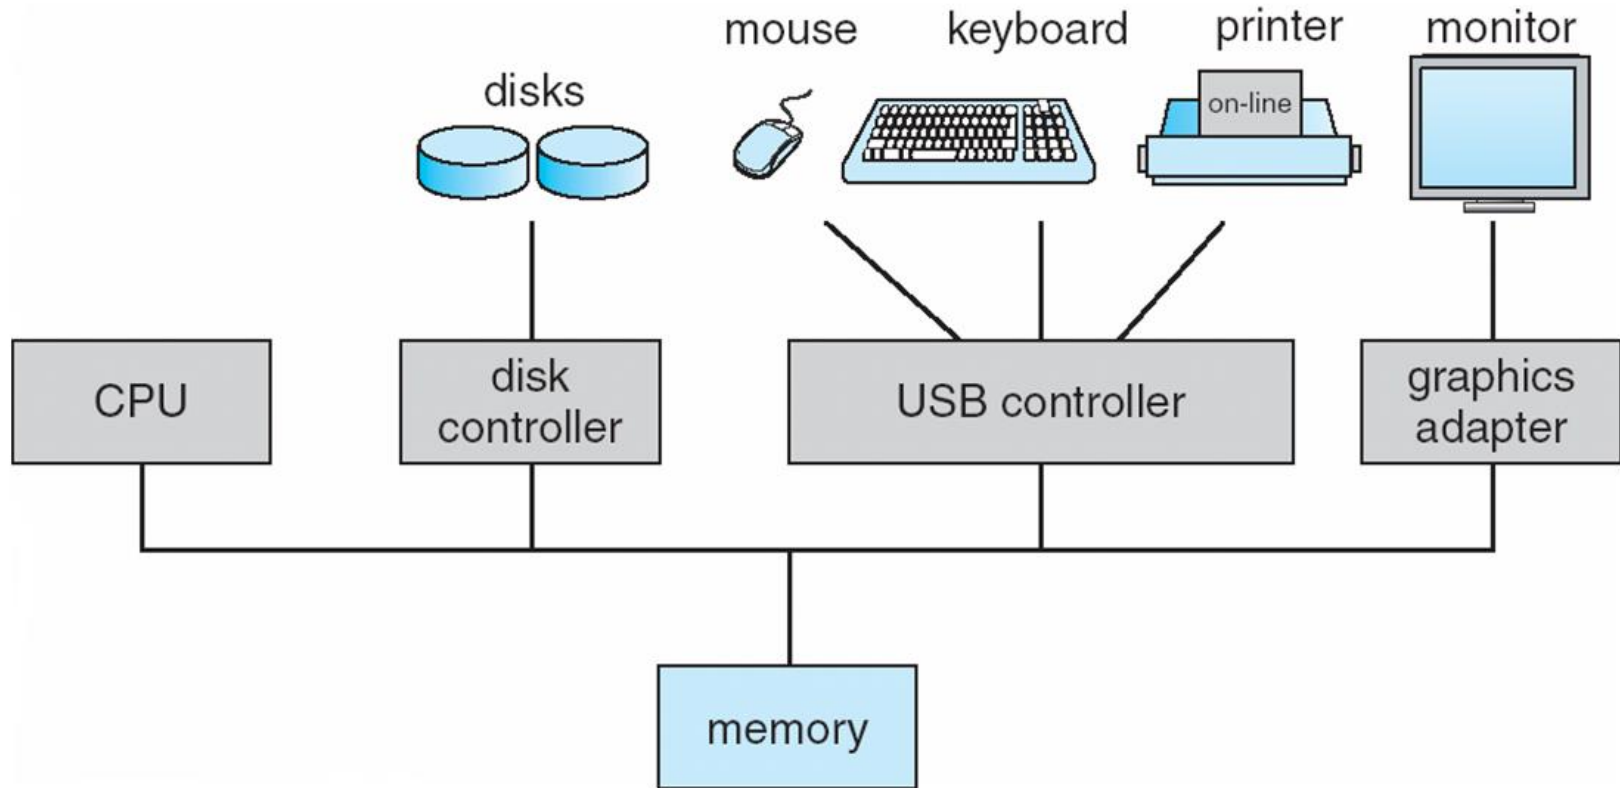 mouse
keyboard
printer
monitor
disks
on-line
CPU
disk
controller
USB controller
graphics
adapter
memory